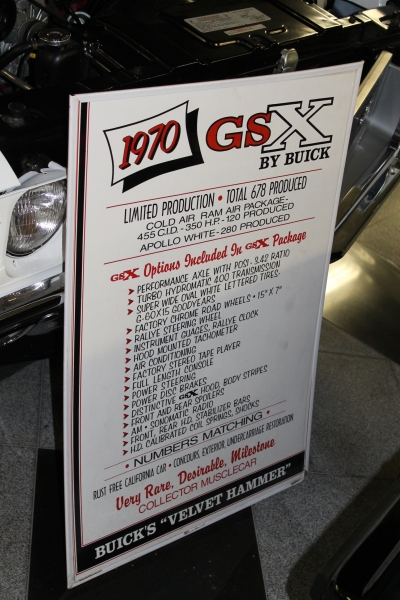 1970 GSX
BY BUICK
LIMITED PRODUCTION • TOTAL 678 PRODUCED
COLD AIR RAM AIR PACKAGE-
455 C.I.D. - 350 H.P. - 120 PRODUCED
APOLLO WHITE - 280 PRODUCED
GSX Options Included In GSX Package
PERFORMANCE AXLE WITH POSI - 3.42 RATIO
TURBO HYDROMATIC 400 TRANSMISSION
SUPER WIDE OVAL WHITE LETTERED TIRES:
G-60X15 GOODYEARS
FACTORY CHROME ROAD WHEELS • 15" X 7"
RALLYE STEERING WHEEL
INSTRUMENT GUAGES, RALLYE CLOCK
HOOD MOUNTED TACHOMETER
AIR CONDITIONING
FACTORY STEREO TAPE PLAYER
FULL LENGTH CONSOLE
POWER STEERING
POWER DISC BRAKES
DISTINCTIVE GSX HOOD, BODY STRIPES
FRONT AND REAR SPOILERS
AM • SONOMATIC RADIO
FRONT, REAR H.D. STABILIZER BARS
H.D. CALIBRATED COIL SPRINGS, SHOCKS
• NUMBERS MATCHING •
RUST FREE CALIFORNIA CAR • CONCOURS, EXTERIOR, UNDERCARRIAGE RESTORATION
Very Rare, Desirable, Milestone
COLLECTOR MUSCLECAR
BUICK'S "VELVET HAMMER"